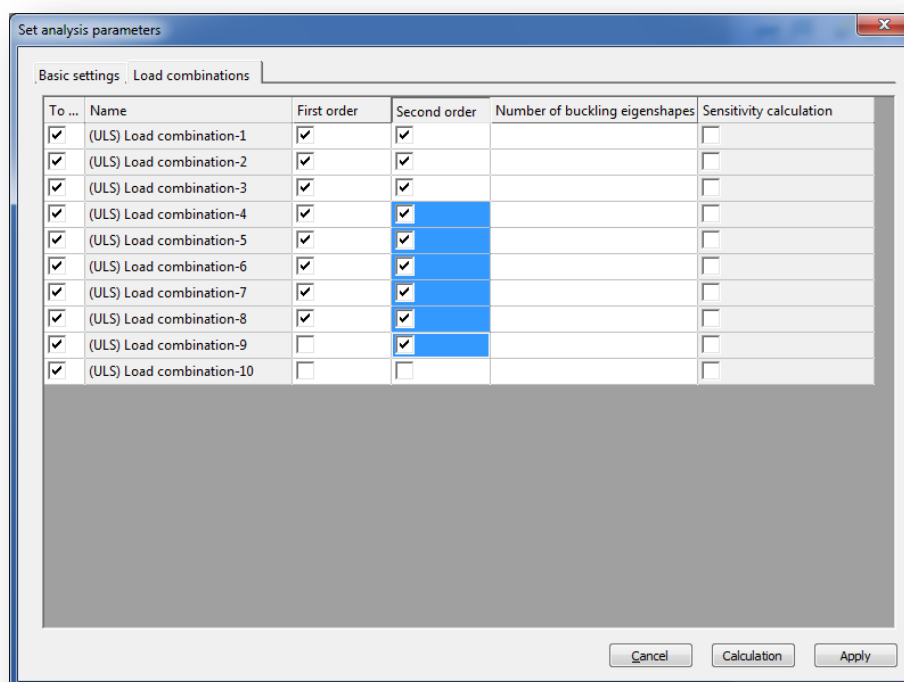 Set analysis parameters
Basic settings Load combinations
To ... Name First order Second order Number of buckling eigenshapes Sensitivity calculation
(ULS) Load combination-1
(ULS) Load combination-2
(ULS) Load combination-3
(ULS) Load combination-4
(ULS) Load combination-5
(ULS) Load combination-6
(ULS) Load combination-7
(ULS) Load combination-8
(ULS) Load combination-9
(ULS) Load combination-10
Cancel Calculation Apply